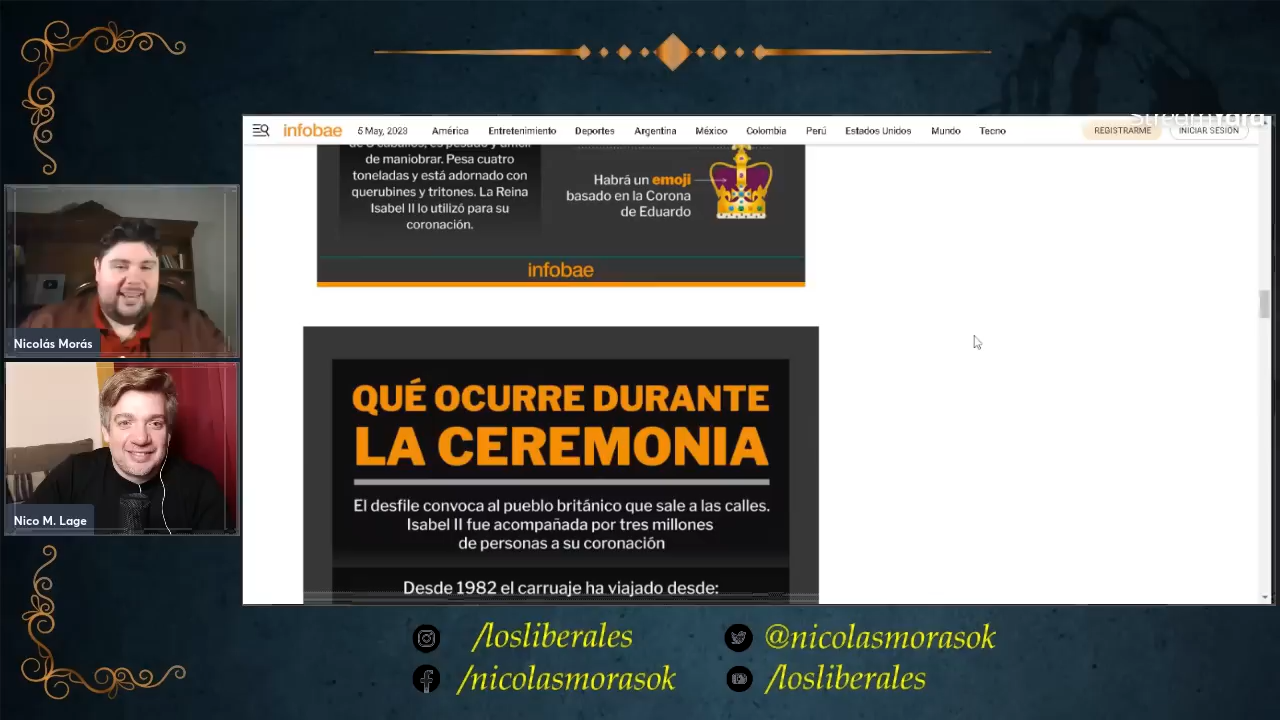 StreamYard
infobae
5 May, 2023
América
Entretenimiento
Deportes
Argentina
México
Colombia
Perú
Estados Unidos
Mundo
Tecno
REGISTRARME
INICIAR SESIÓN
de maniobrar. Pesa cuatro
toneladas y está adornado con
querubines y tritones. La Reina
Isabel II lo utilizó para su
coronación.
Habrá un emoji
basado en la Corona
de Eduardo
infobae
Nicolás Morás
Nico M. Lage
QUÉ OCURRE DURANTE
LA CEREMONIA
El desfile convoca al pueblo británico que sale a las calles.
Isabel II fue acompañada por tres millones
de personas a su coronación
Desde 1982 el carruaje ha viajado desde:
/losliberales
@nicolasmorasok
/nicolasmorasok
/losliberales